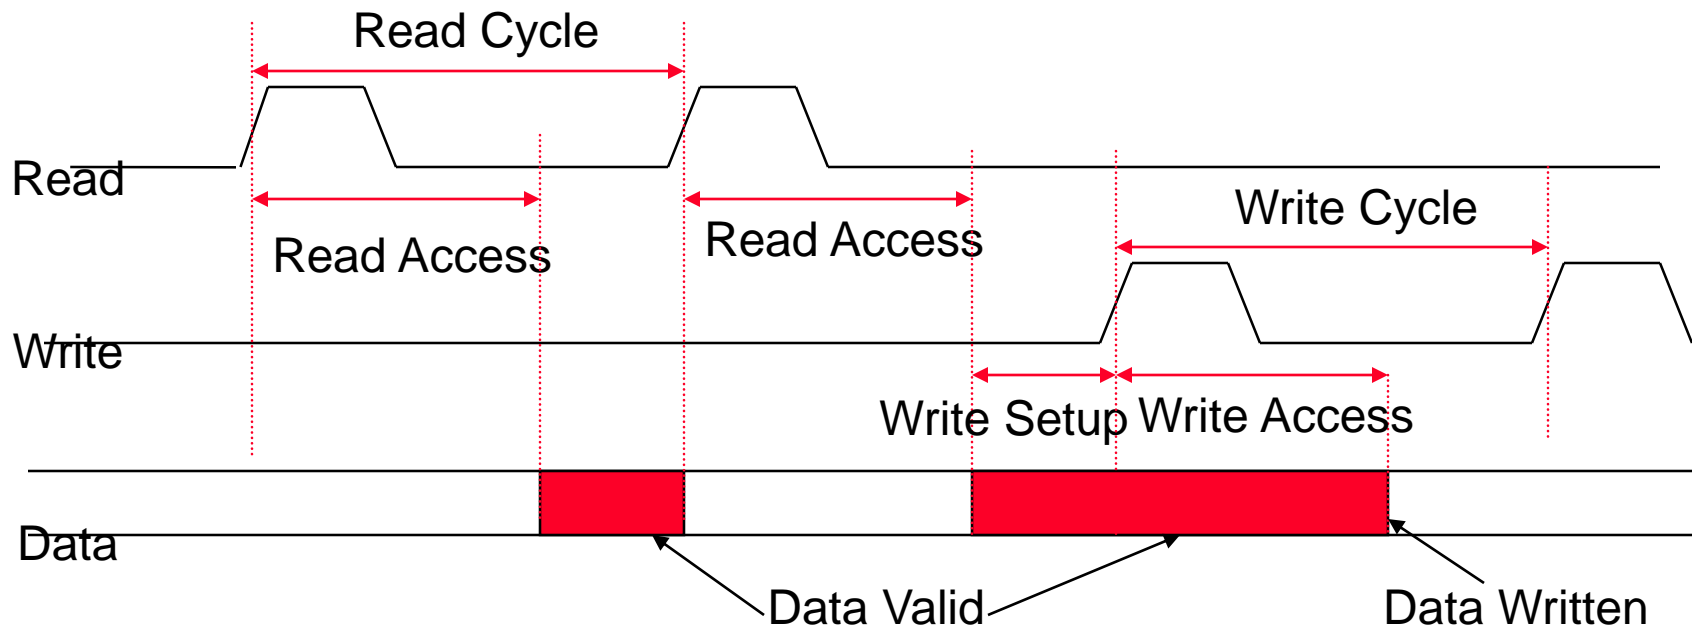 Read Cycle
Read
Read Access
Read Access
Write Cycle
Write
Write Setup
Write Access
Data
Data Valid
Data Written